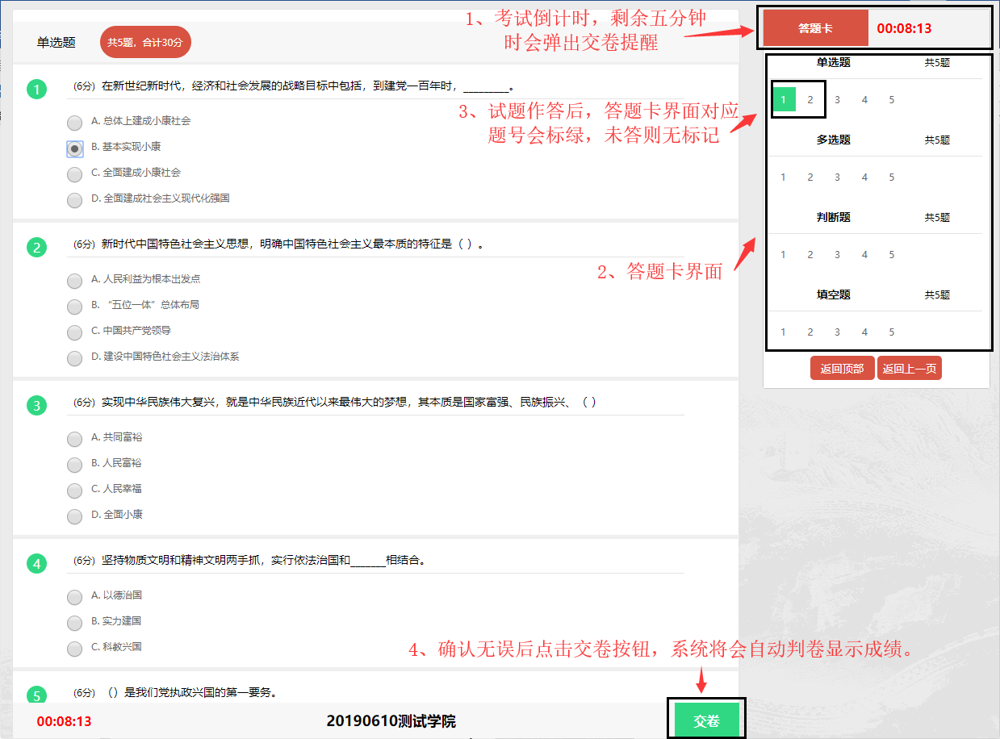 单选题
共5题，合计30分
1、考试倒计时，剩余五分钟
时会弹出交卷提醒
答题卡
00:08:13
1
(6分) 在新世纪新时代，经济和社会发展的战略目标中包括，到建党一百年时，________。
A. 总体上建成小康社会
B. 基本实现小康
C. 全面建成小康社会
D. 全面建成社会主义现代化强国
3、试题作答后，答题卡界面对应
题号会标绿，未答则无标记
2
(6分) 新时代中国特色社会主义思想，明确中国特色社会主义最本质的特征是（ ）。
A. 人民利益为根本出发点
B. “五位一体”总体布局
C. 中国共产党领导
D. 建设中国特色社会主义法治体系
2、答题卡界面
3
(6分) 实现中华民族伟大复兴，就是中华民族近代以来最伟大的梦想，其本质是国家富强、民族振兴、（ ）
A. 共同富裕
B. 人民富裕
C. 人民幸福
D. 全面小康
4
(6分) 坚持物质文明和精神文明两手抓，实行依法治国和______相结合。
A. 以德治国
B. 实力建国
C. 科教兴国
4、确认无误后点击交卷按钮，系统将会自动判卷显示成绩。
5
(6分) （）是我们党执政兴国的第一要务。
单选题 共5题
1 2 3 4 5
多选题 共5题
1 2 3 4 5
判断题 共5题
1 2 3 4 5
填空题 共5题
1 2 3 4 5
返回顶部 返回上一页
00:08:13
20190610测试学院
交卷